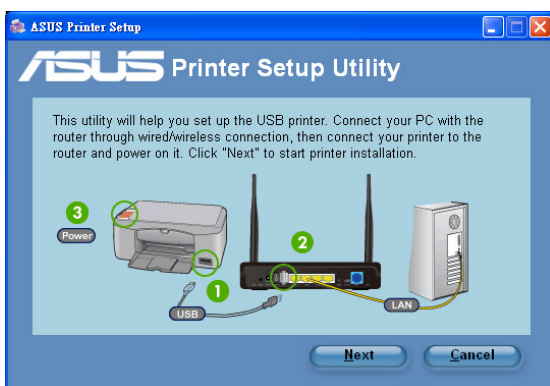 ASUS Printer Setup
ASUS Printer Setup Utility
This utility will help you set up the USB printer. Connect your PC with the
router through wired/wireless connection, then connect your printer to the
router and power on it. Click "Next" to start printer installation.
3
Power
2
1
USB
LAN
Next
Cancel